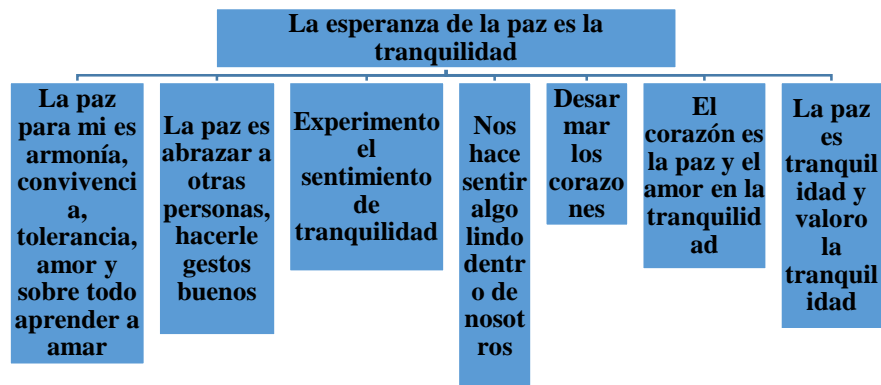 La esperanza de la paz es la
tranquilidad
La paz
para mi es
armonía,
convivenci
a,
tolerancia,
amor y
sobre todo
aprender a
amar
La paz es
abrazar a
otras
personas,
hacerle
gestos
buenos
Experimento
el
sentimiento
de
tranquilidad
Nos
hace
sentir
algo
lindo
dentr
o de
nosot
ros
Desar
mar
los
corazo
nes
El
corazón es
la paz y el
amor en la
tranquilid
ad
La paz
es
tranqu
ilidad y
valoro
la
tranquil
idad